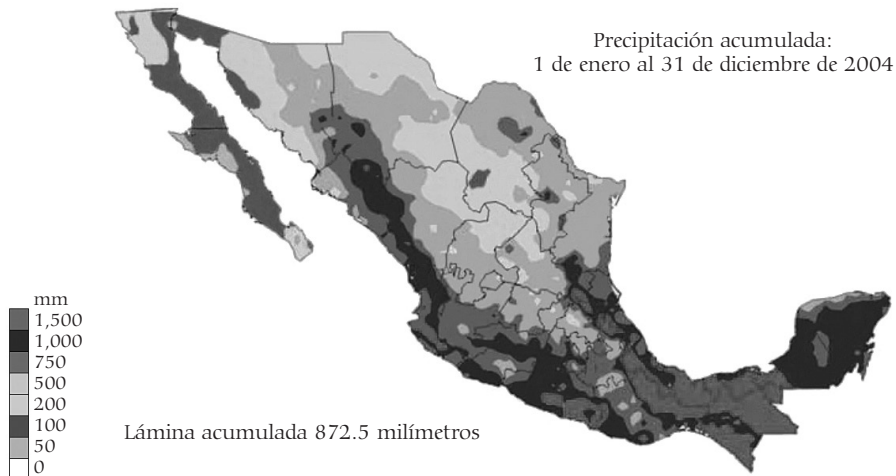 Precipitación acumulada:
1 de enero al 31 de diciembre de 2004
mm
1,500
1,000
750
500
200
100
50
0
Lámina acumulada 872.5 milímetros